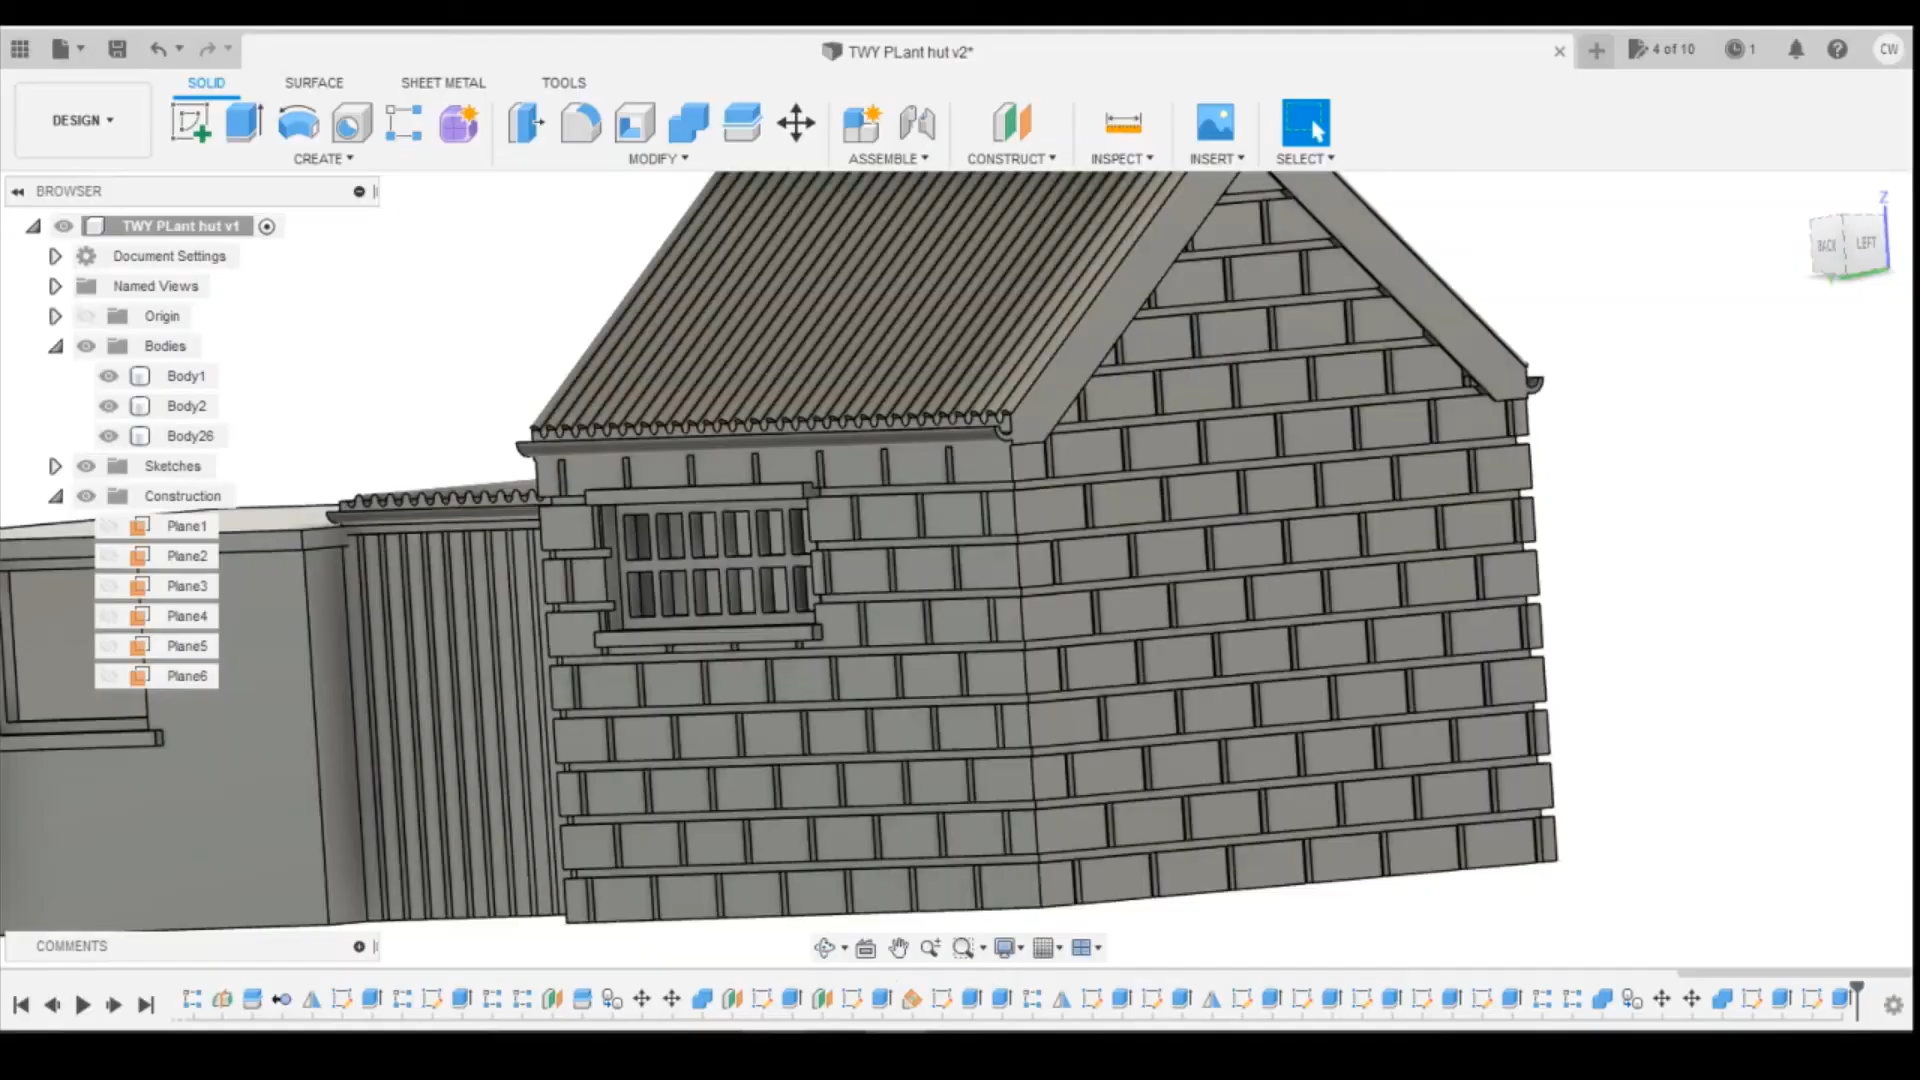 TWY PLant hut v2*
4 of 10
1
CW
SOLID
SURFACE
SHEET METAL
TOOLS
DESIGN
CREATE
MODIFY
ASSEMBLE
CONSTRUCT
INSPECT
INSERT
SELECT
BROWSER
TWY PLant hut v1
Document Settings
Named Views
Origin
Bodies
Body1
Body2
Body26
Sketches
Construction
Plane1
Plane2
Plane3
Plane4
Plane5
Plane6
Z
BACK
LEFT
COMMENTS